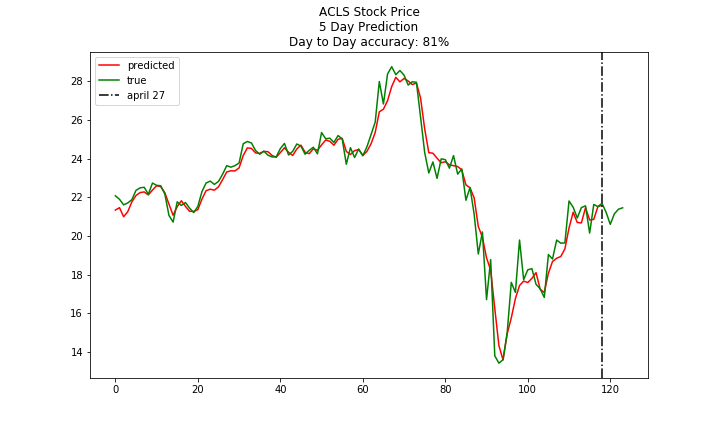 ACLS Stock Price
5 Day Prediction
Day to Day accuracy: 81%
predicted
true
april 27
28
26
24
22
20
18
16
14
0
20
40
60
80
100
120